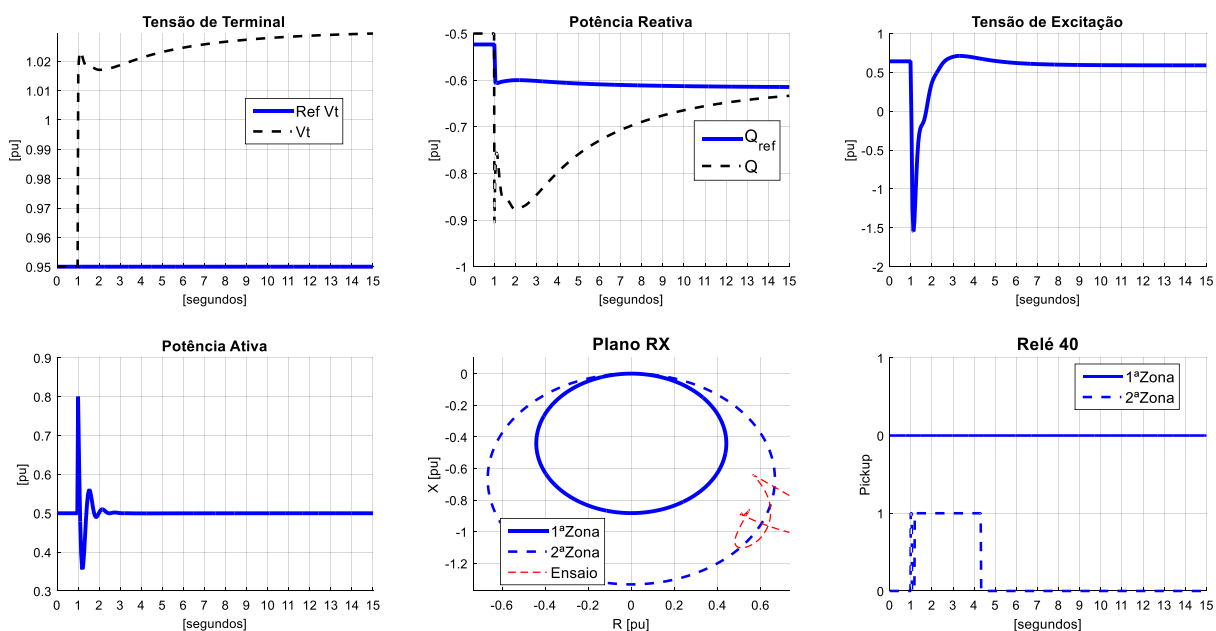 Tensão de Terminal
1.02
1.01
1
0.99
0.98
0.97
0.96
0.95
[pu]
Ref Vt
Vt
0 1 2 3 4 5 6 7 8 9 10 11 12 13 14 15
[segundos]
Potência Reativa
-0.5
-0.6
-0.7
-0.8
-0.9
-1
[pu]
Qref
Q
0 1 2 3 4 5 6 7 8 9 10 11 12 13 14 15
[segundos]
Tensão de Excitação
1
0.5
0
-0.5
-1
-1.5
-2
[pu]
0 1 2 3 4 5 6 7 8 9 10 11 12 13 14 15
[segundos]
Potência Ativa
0.9
0.8
0.7
0.6
0.5
0.4
0.3
[pu]
0 1 2 3 4 5 6 7 8 9 10 11 12 13 14 15
[segundos]
Plano RX
0
-0.2
-0.4
-0.6
-0.8
-1
-1.2
X [pu]
1ªZona
2ªZona
Ensaio
-0.6 -0.4 -0.2 0 0.2 0.4 0.6
R [pu]
Relé 40
1
0
1
0
Pickup
1ªZona
2ªZona
0 1 2 3 4 5 6 7 8 9 10 11 12 13 14 15
[segundos]